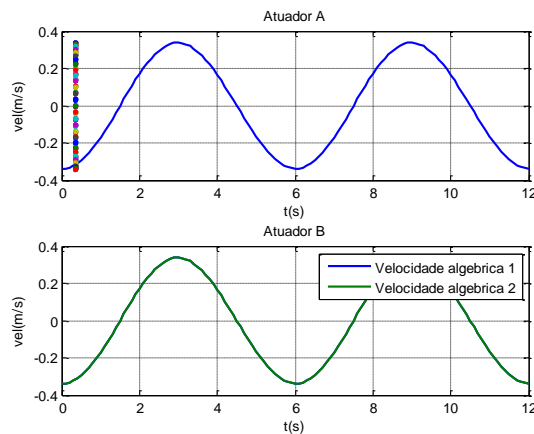 Atuador A
0.4
0.2
0
-0.2
-0.4
vel(m/s)
0 2 4 6 8 10 12
t(s)
Atuador B
0.4
0.2
0
-0.2
-0.4
vel(m/s)
Velocidade algebrica 1
Velocidade algebrica 2
0 2 4 6 8 10 12
t(s)